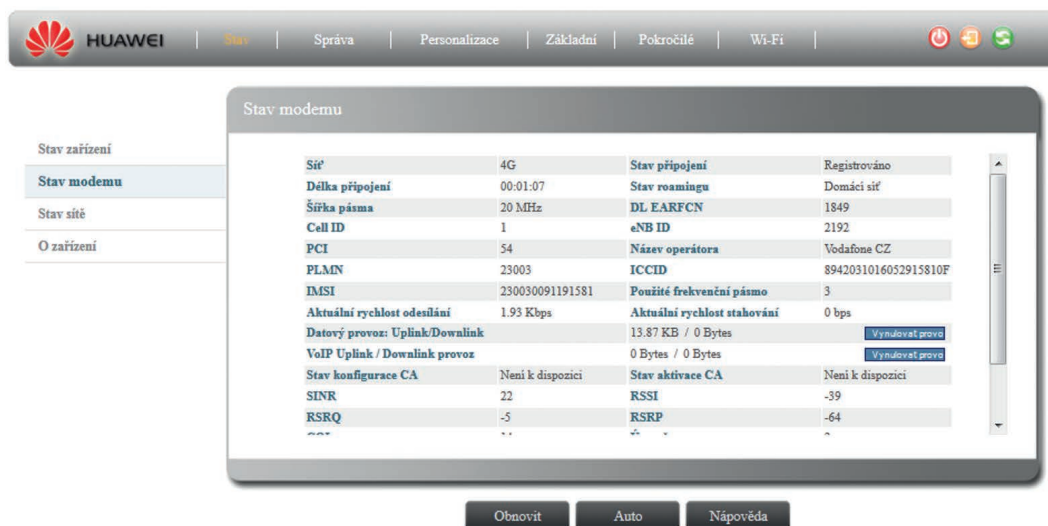 HUAWEI | Stav | Správa | Personalizace | Základní | Pokročilé | Wi-Fi |
Stav modemu
Stav zařízení
Stav modemu
Stav sítě
O zařízení
Síť 4G Stav připojení Registrováno
Délka připojení 00:01:07 Stav roamingu Domácí síť
Šířka pásma 20 MHz DL EARFCN 1849
Cell ID 1 eNB ID 2192
PCI 54 Název operátora Vodafone CZ
PLMN 23003 ICCID 8942031016052915810F
IMSI 230030091191581 Použité frekvenční pásmo 3
Aktuální rychlost odesílání 1.93 Kbps Aktuální rychlost stahování 0 bps
Datový provoz: Uplink/Downlink 13.87 KB / 0 Bytes Vynulovat provo
VoIP Uplink / Downlink provoz 0 Bytes / 0 Bytes Vynulovat provo
Stav konfigurace CA Není k dispozici Stav aktivace CA Není k dispozici
SINR 22 RSSI -39
RSRQ -5 RSRP -64
Obnovit Auto Nápověda